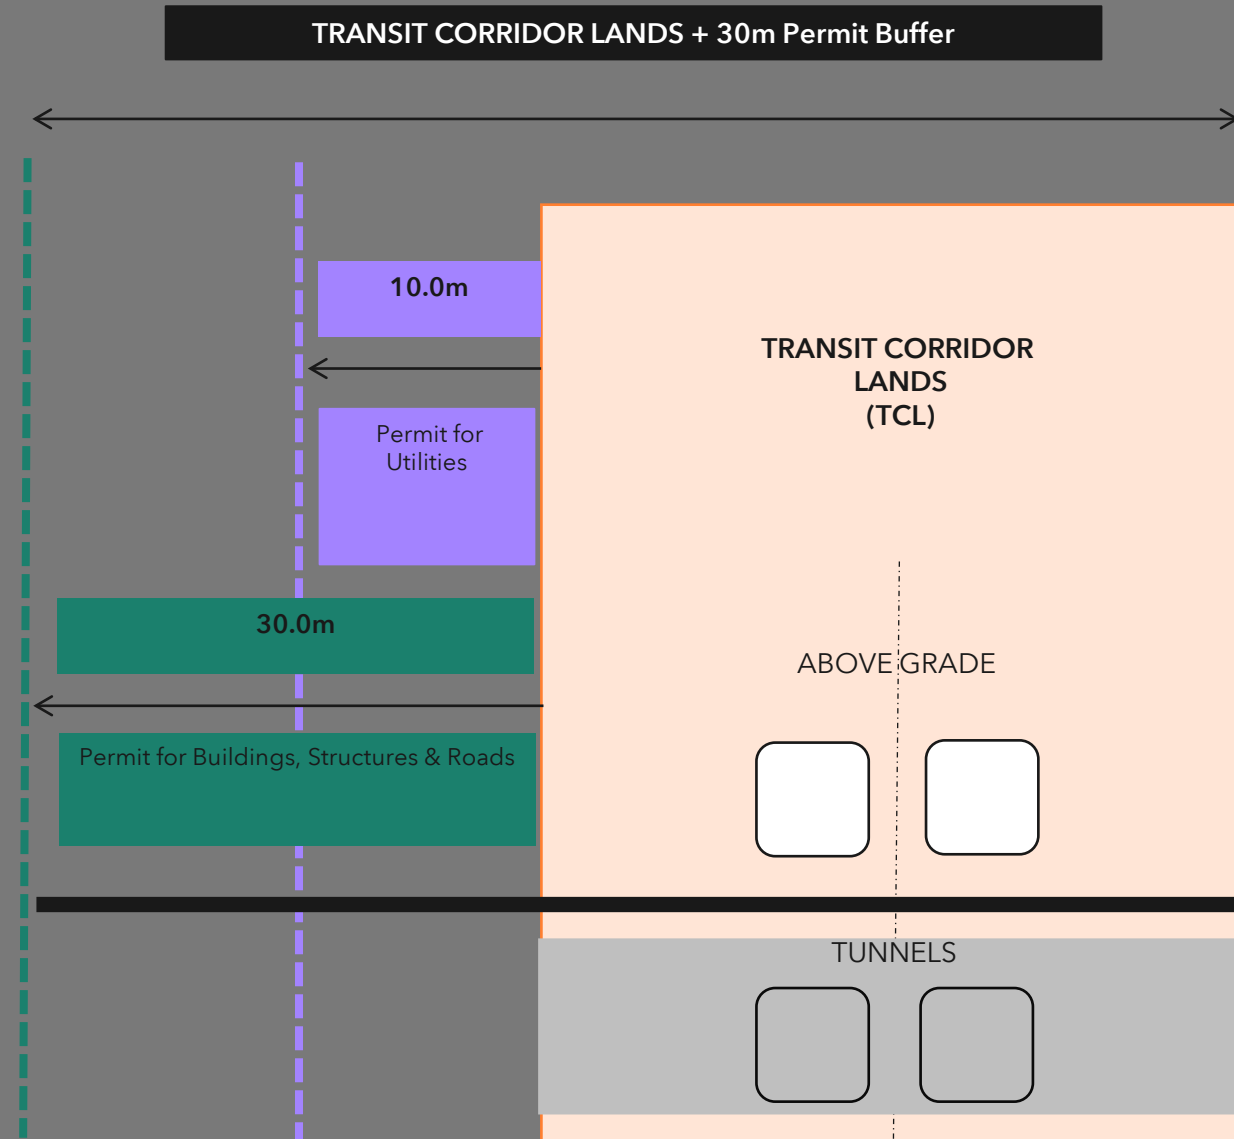 TRANSIT CORRIDOR LANDS + 30m Permit Buffer
10.0m
TRANSIT CORRIDOR
LANDS
(TCL)
Permit for
Utilities
30.0m
ABOVE GRADE
Permit for Buildings, Structures & Roads
TUNNELS